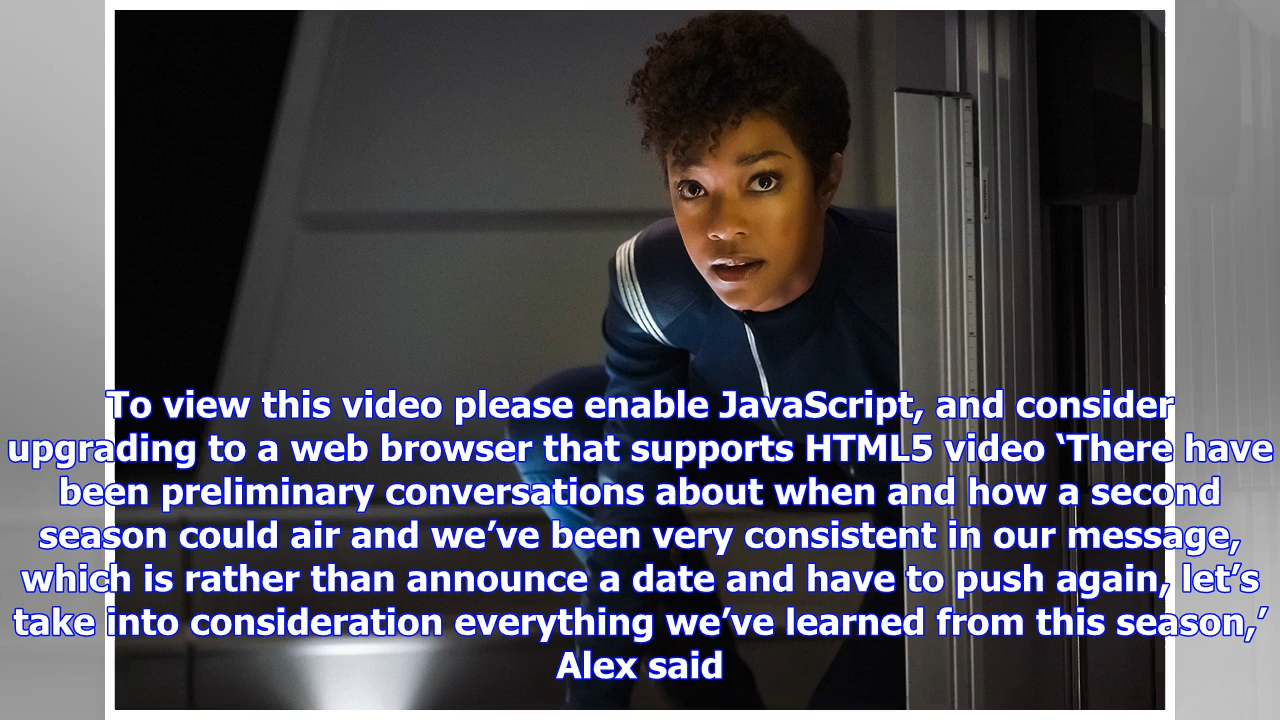 To view this video please enable JavaScript, and consider
upgrading to a web browser that supports HTML5 video ‘There have
been preliminary conversations about when and how a second
season could air and we’ve been very consistent in our message,
which is rather than announce a date and have to push again, let’s
take into consideration everything we’ve learned from this season,’
Alex said